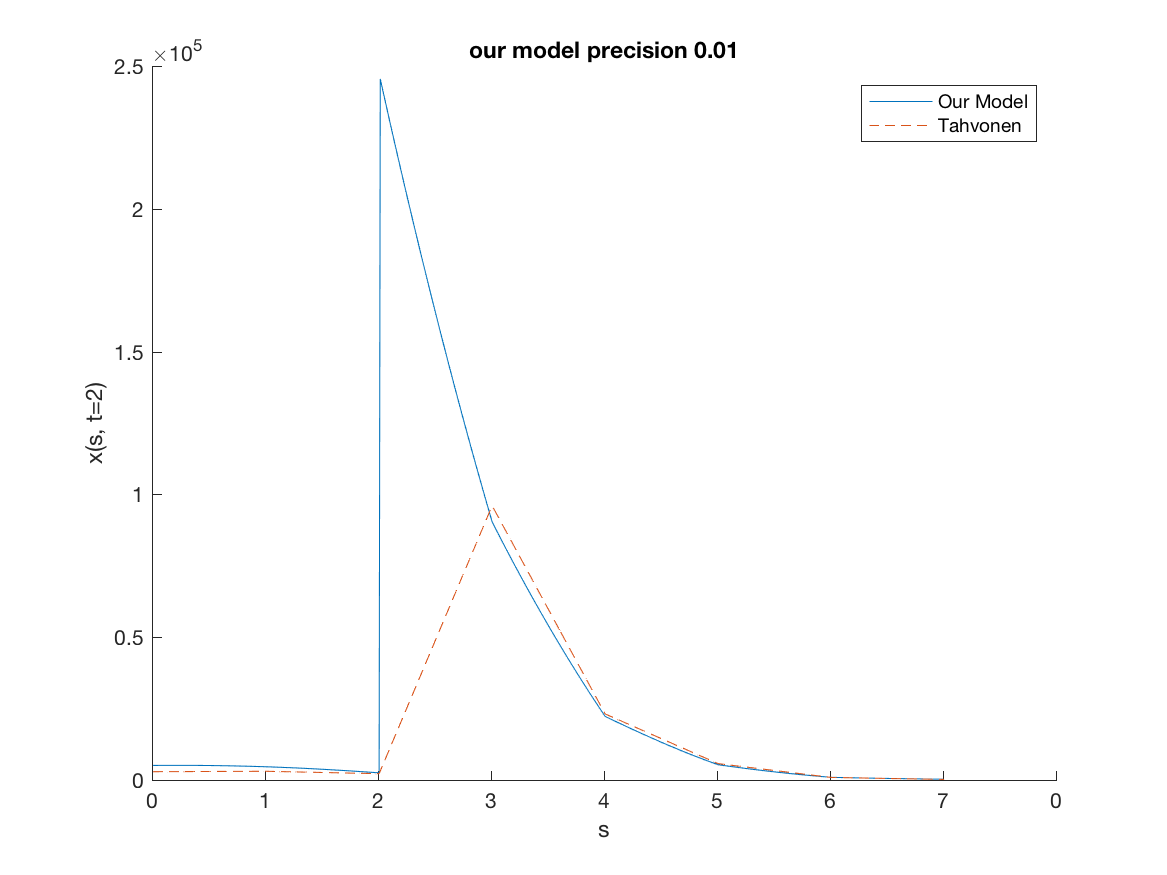 our model precision 0.01
×10^5
Our Model
Tahvonen
2.5
2
1.5
1
0.5
0
x(s, t=2)
0 1 2 3 4 5 6 7 0
s